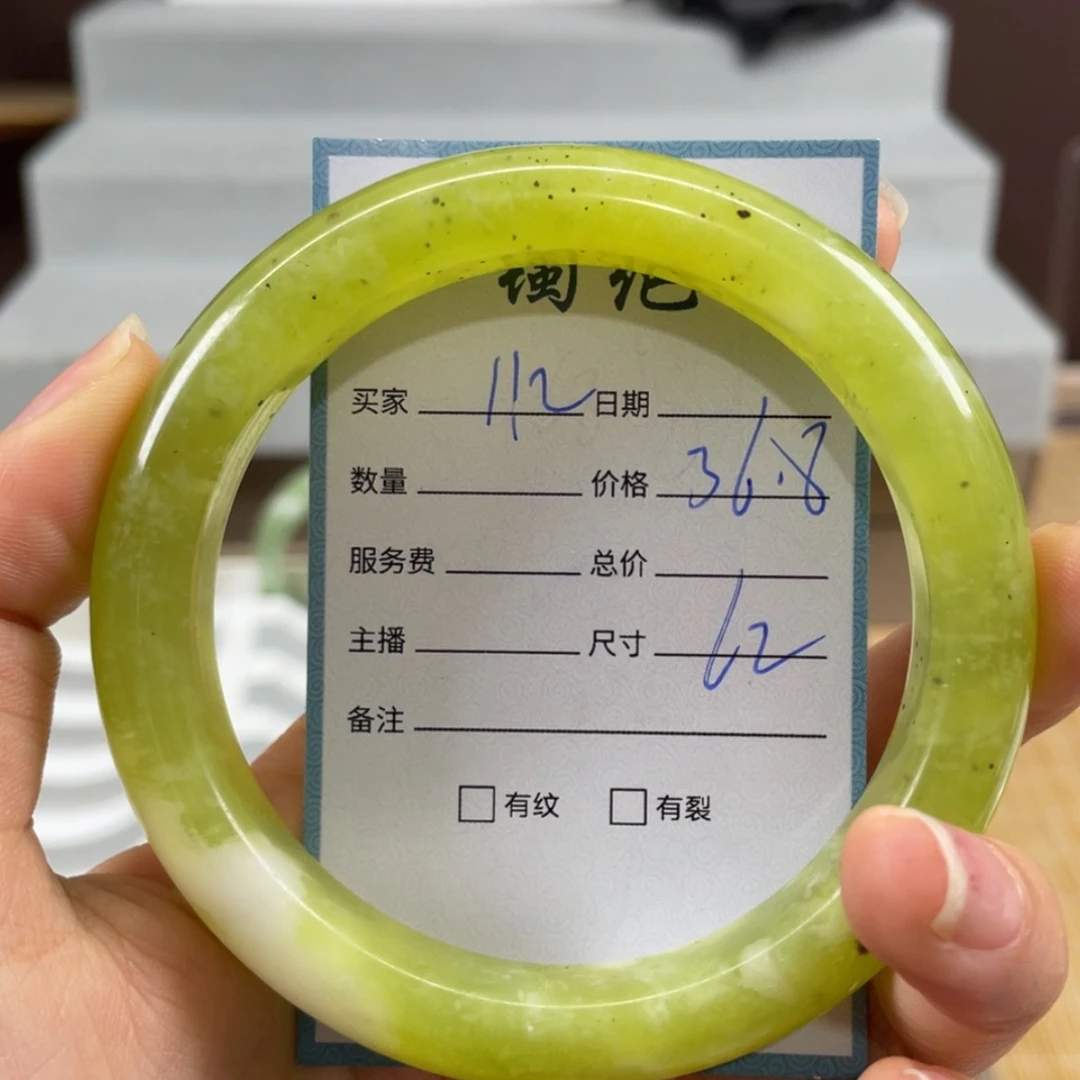 买家 112 日期
数量 价格 36.8
服务费 总价
主播 尺寸 62
备注
有纹 有裂